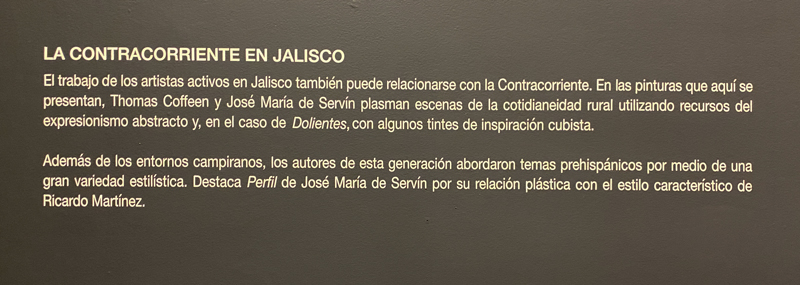 LA CONTRACORRIENTE EN JALISCO
El trabajo de los artistas activos en Jalisco también puede relacionarse con la Contracorriente. En las pinturas que aquí se
presentan, Thomas Coffeen y José María de Servín plasman escenas de la cotidianeidad rural utilizando recursos del
expresionismo abstracto y, en el caso de Dolientes, con algunos tintes de inspiración cubista.
Además de los entornos campiranos, los autores de esta generación abordaron temas prehispánicos por medio de una
gran variedad estilística. Destaca Perfil de José María de Servín por su relación plástica con el estilo característico de
Ricardo Martínez.